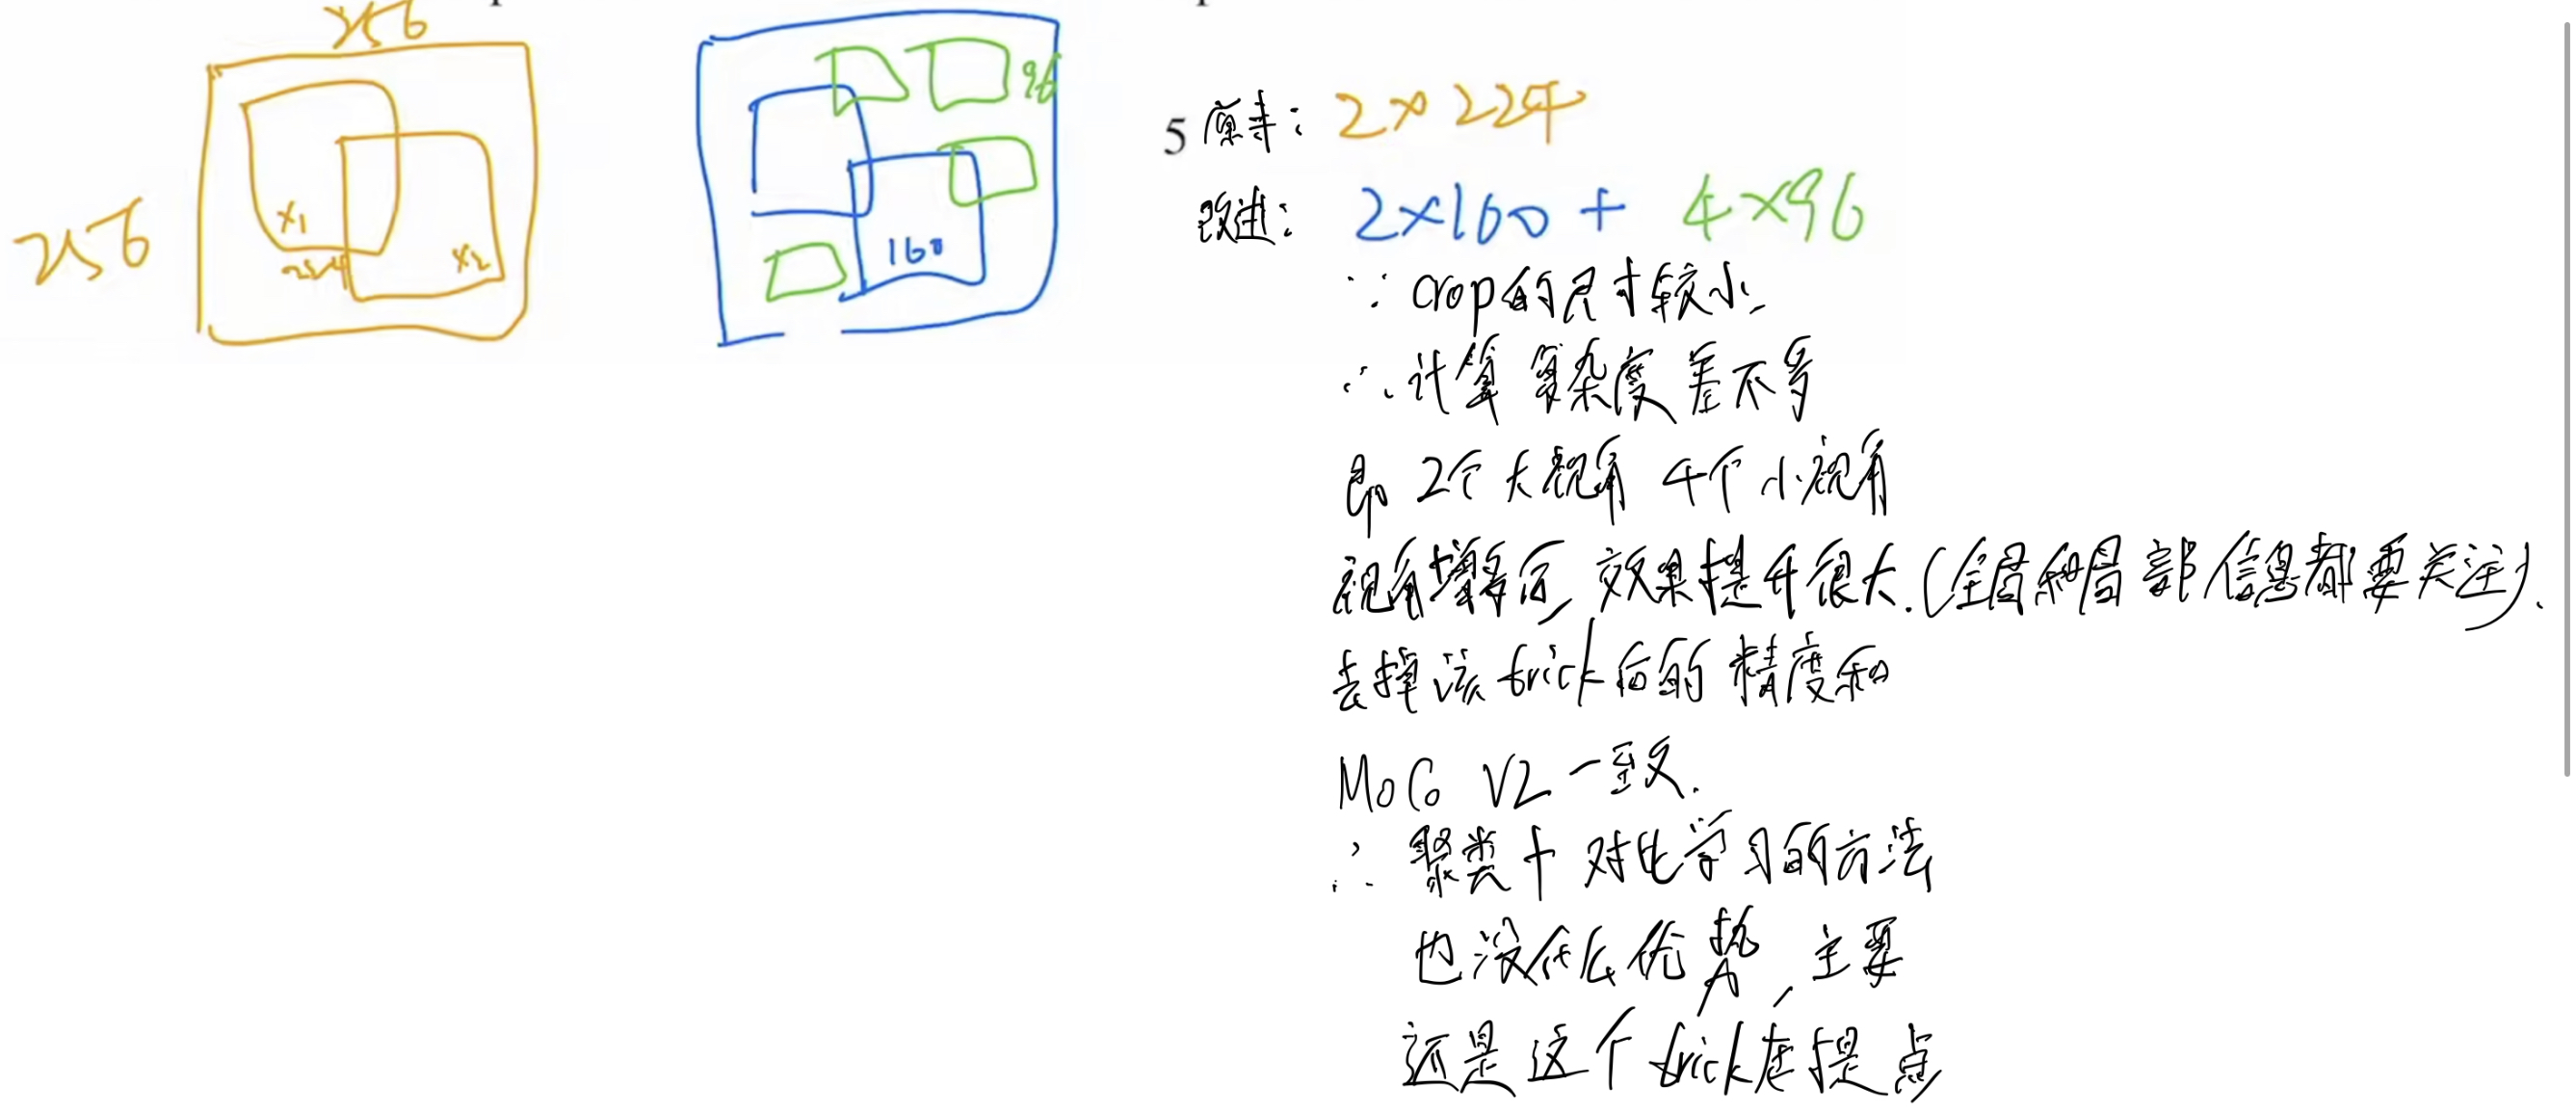 256
256
x1
224
x2
96
160
5 原来: 2×224
改进: 2×160 + 4×96
∵ crop的尺寸较小
∴ 计算复杂度差不多
即 2个大视角 4个小视角
视角增多后, 效果提升很大.(全局和局部信息都要关注).
去掉该trick后的精度和
MoCo V2一致.
∴ 聚类+对比学习的方法
也没什么优势, 主要
还是这个trick在提点